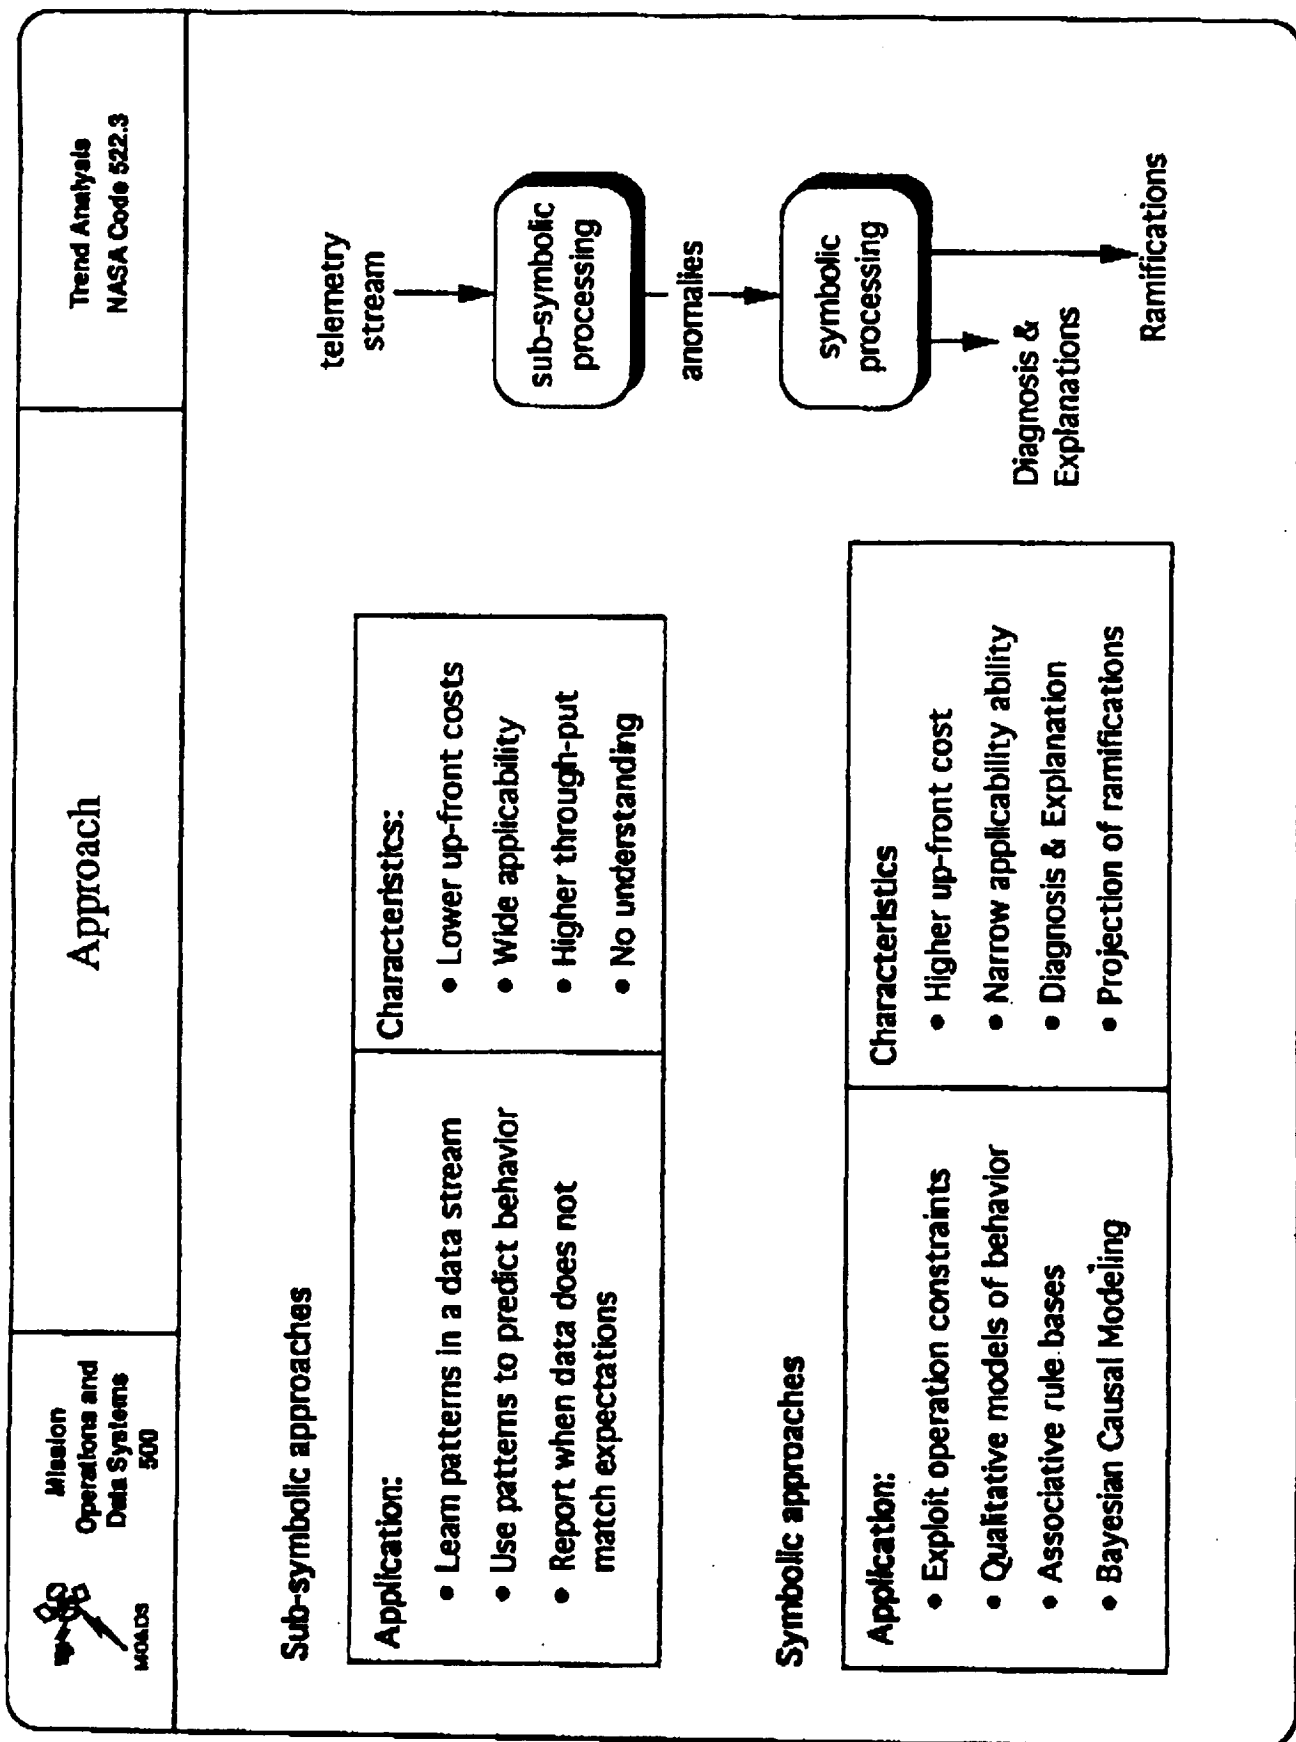 MOADS
Mission
Operations and
Data Systems
500
Approach
Trend Analysis
NASA Code 522.3
Sub-symbolic approaches
Application:
• Learn patterns in a data stream
• Use patterns to predict behavior
• Report when data does not
match expectations
Characteristics:
• Lower up-front costs
• Wide applicability
• Higher through-put
• No understanding
Symbolic approaches
Application:
• Exploit operation constraints
• Qualitative models of behavior
• Associative rule bases
• Bayesian Causal Modeling
Characteristics
• Higher up-front cost
• Narrow applicability ability
• Diagnosis & Explanation
• Projection of ramifications
telemetry
stream
sub-symbolic
processing
anomalies
symbolic
processing
Diagnosis &
Explanations
Ramifications